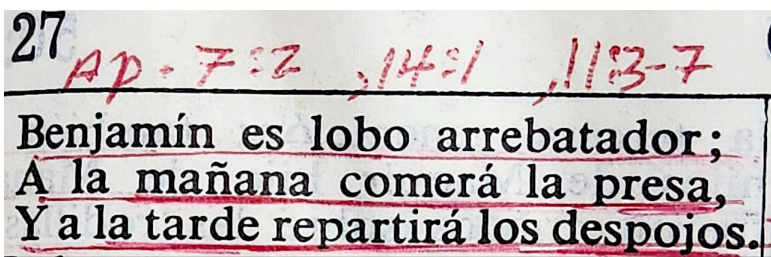 27
Ap. 7:2 ,14:1 ,11:3-7
Benjamín es lobo arrebatador;
A la mañana comerá la presa,
Y a la tarde repartirá los despojos.